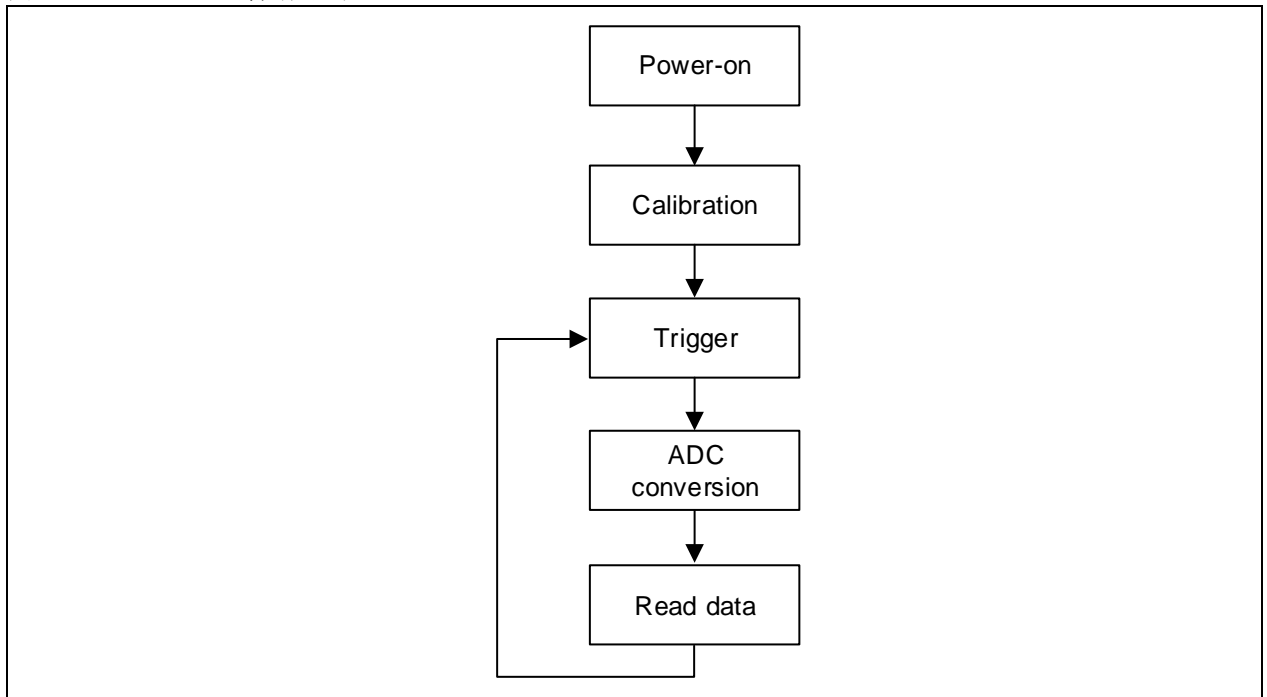 Power-on
Calibration
Trigger
ADC
conversion
Read data